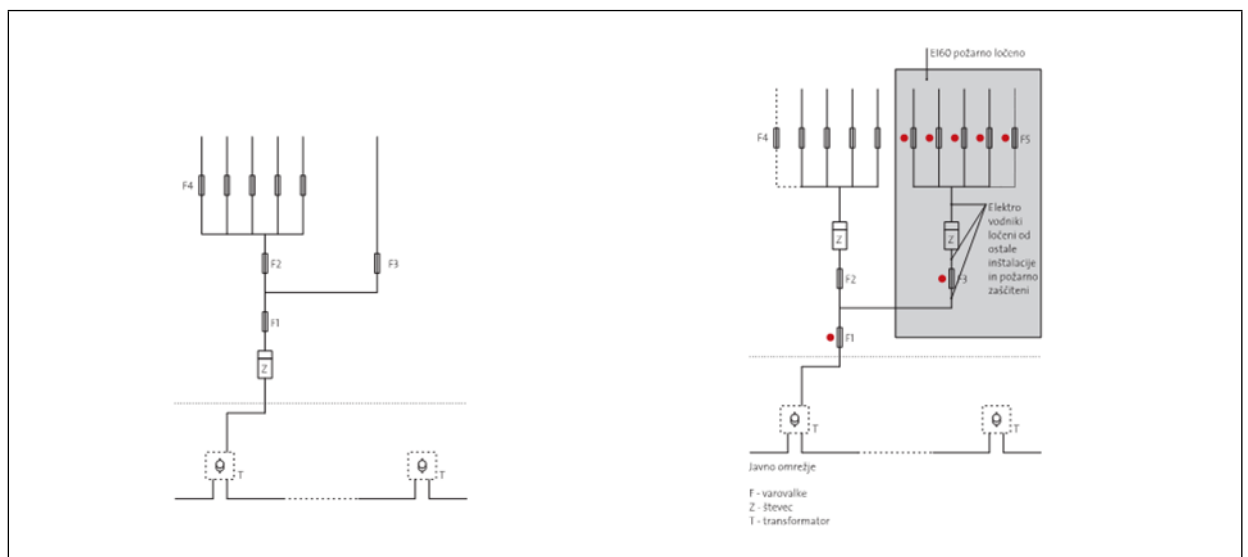 F4
F2
F3
F1
Z
T
T
EI60 požarno ločeno
F4
F5
Z
Z
Elektro
vodniki
ločeni od
ostale
inštalacije
in požarno
zaščiteni
F2
F3
F1
T
T
Javno omrežje
F - varovalke
Z - števec
T - transformator